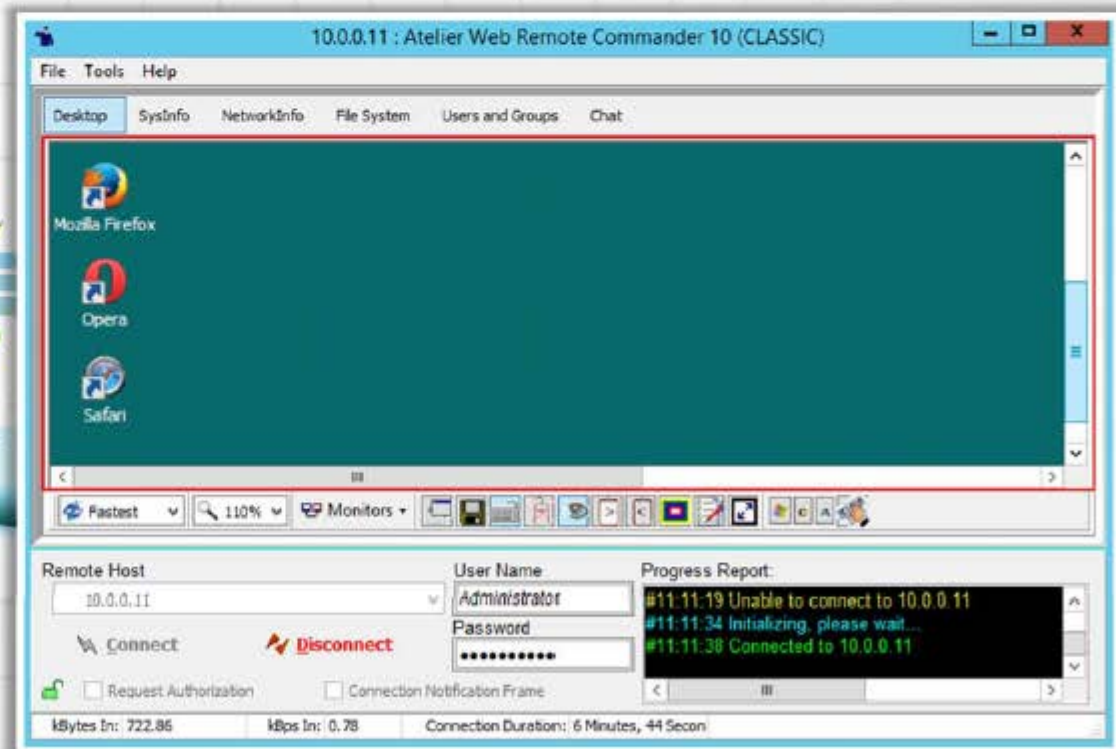 10.0.0.11 : Atelier Web Remote Commander 10 (CLASSIC)
File Tools Help
Desktop SysInfo NetworkInfo File System Users and Groups Chat
Mozilla Firefox
Opera
Safari
Fastest 110% Monitors
Remote Host User Name Progress Report:
10.0.0.11 Administrator #11:11:19 Unable to connect to 10.0.0.11
Password #11:11:34 Initializing, please wait...
Connect Disconnect •••••••••• #11:11:38 Connected to 10.0.0.11
Request Authorization Connection Notification Frame
kBytes In: 722.86 kBps In: 0.78 Connection Duration: 6 Minutes, 44 Secon